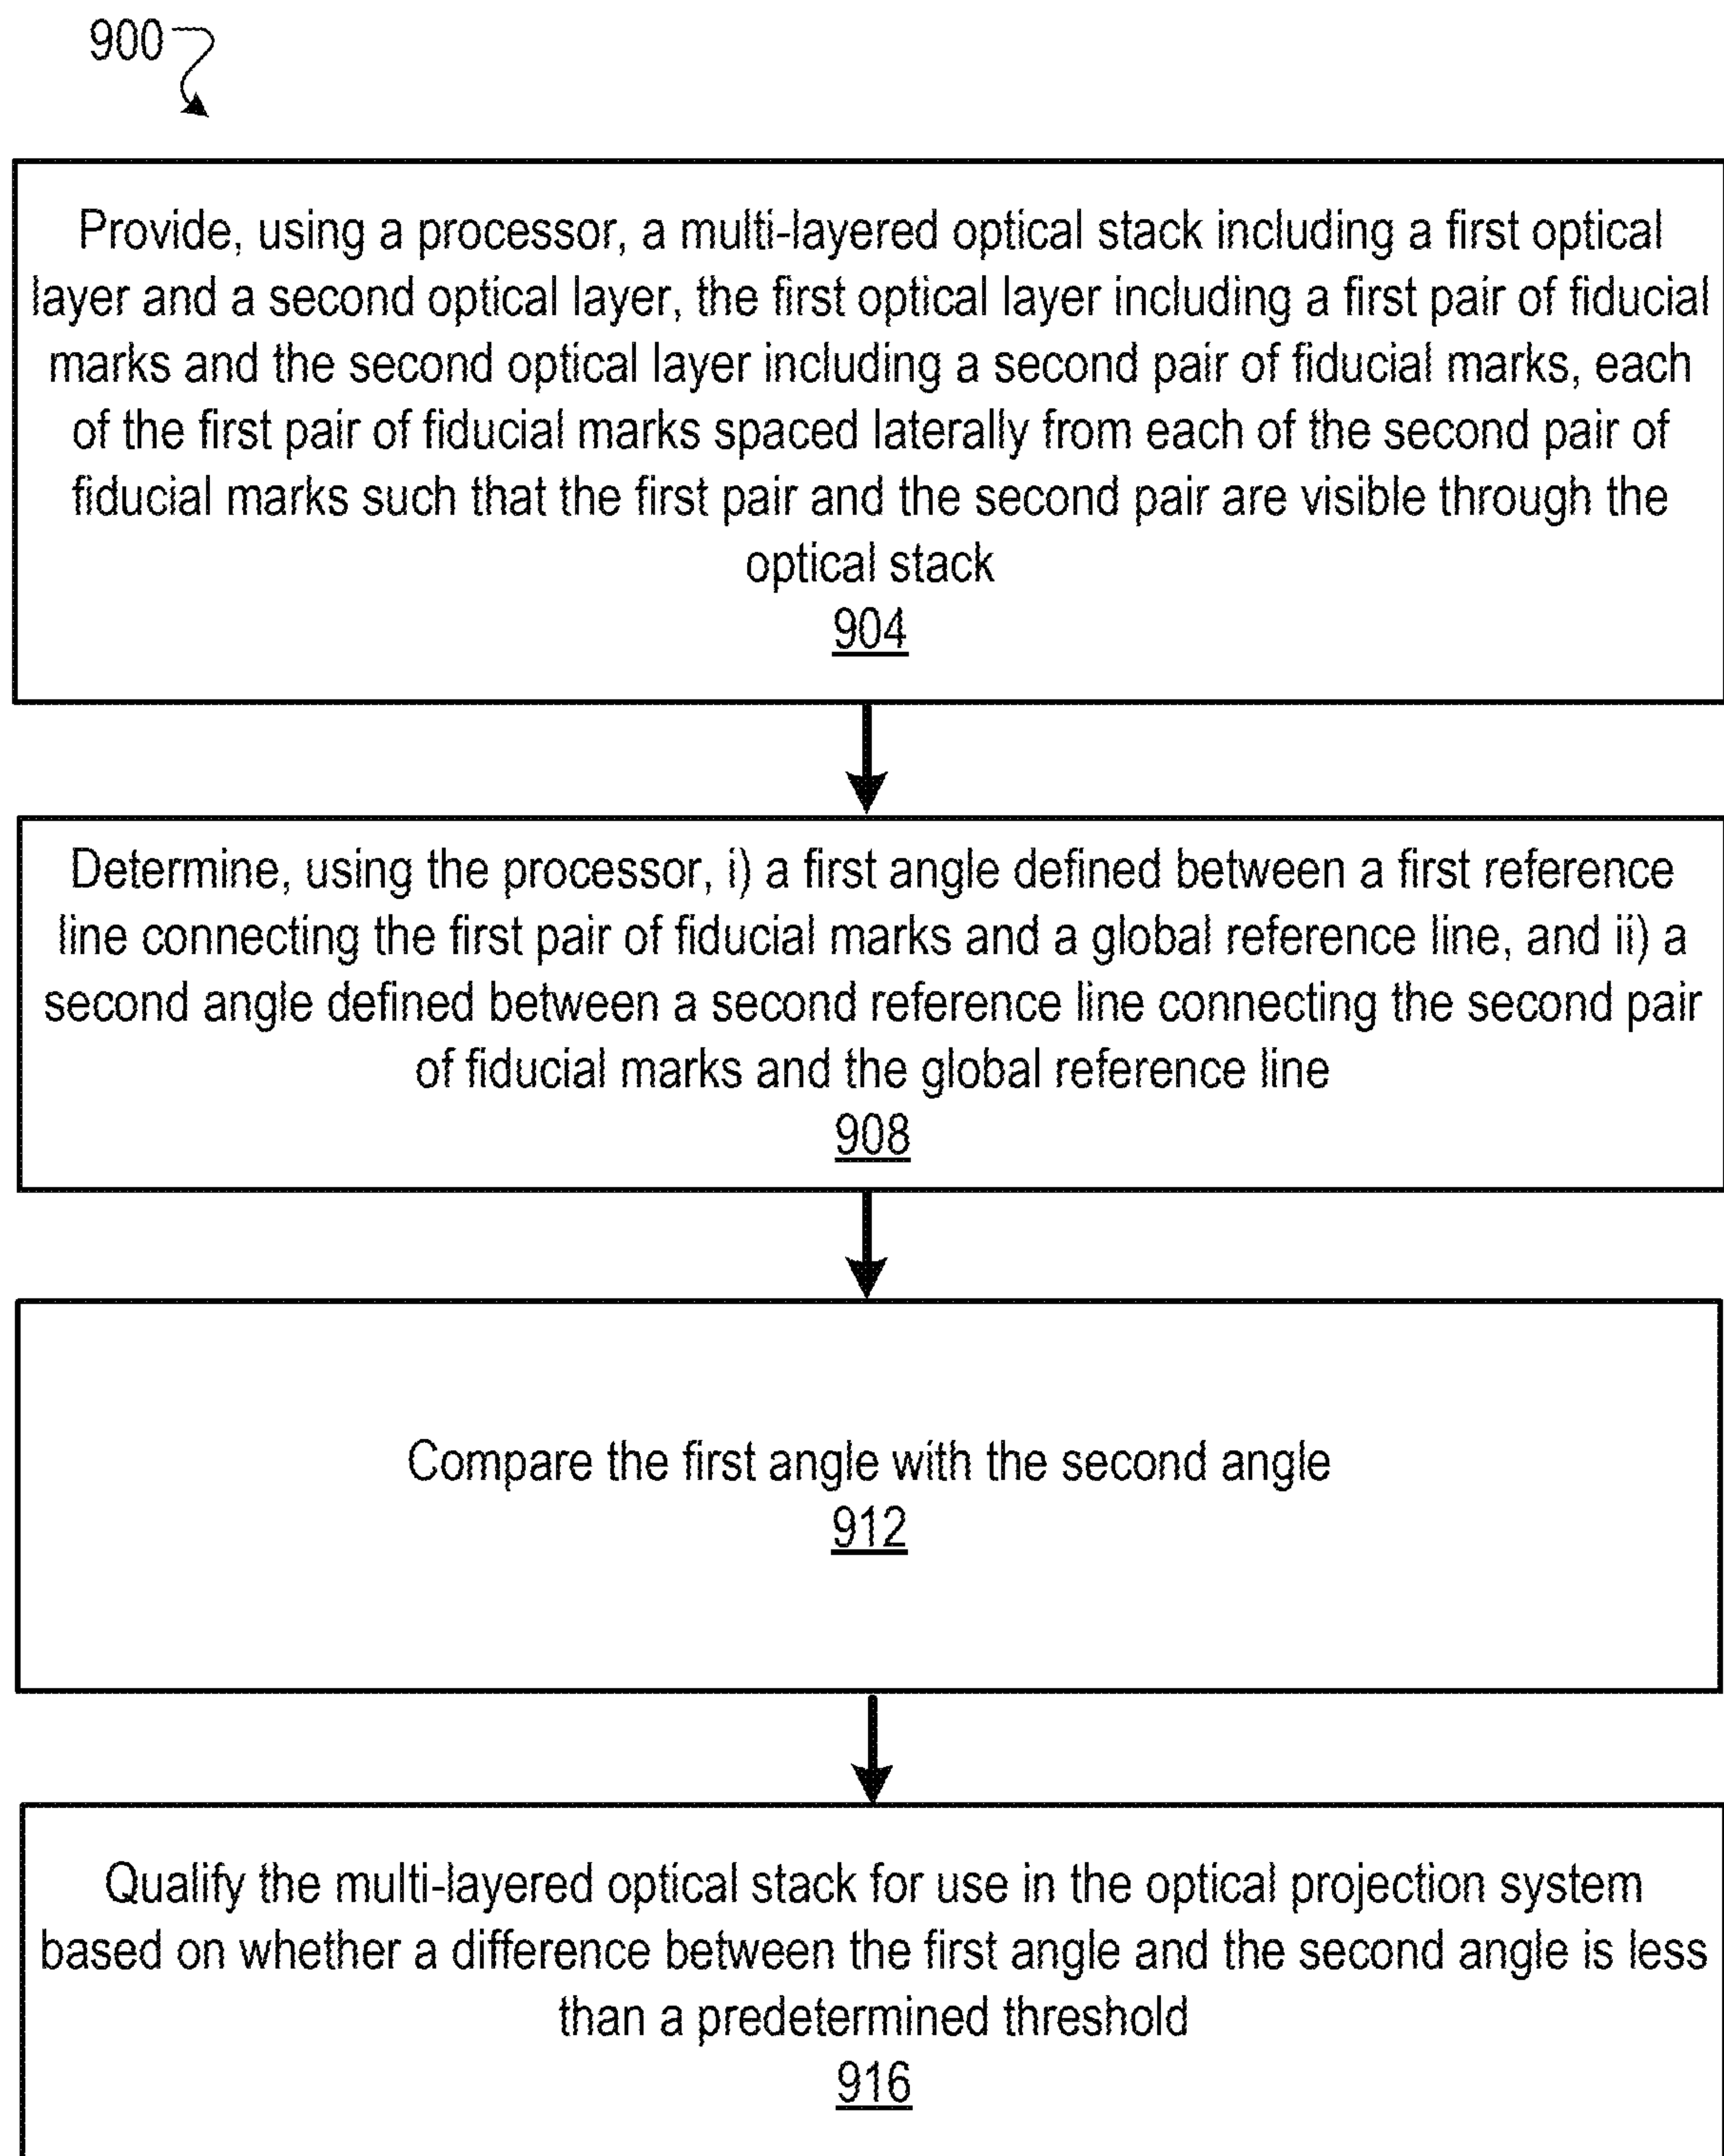 900
Provide, using a processor, a multi-layered optical stack including a first optical
layer and a second optical layer, the first optical layer including a first pair of fiducial
marks and the second optical layer including a second pair of fiducial marks, each
of the first pair of fiducial marks spaced laterally from each of the second pair of
fiducial marks such that the first pair and the second pair are visible through the
optical stack
904
Determine, using the processor, i) a first angle defined between a first reference
line connecting the first pair of fiducial marks and a global reference line, and ii) a
second angle defined between a second reference line connecting the second pair
of fiducial marks and the global reference line
908
Compare the first angle with the second angle
912
Qualify the multi-layered optical stack for use in the optical projection system
based on whether a difference between the first angle and the second angle is less
than a predetermined threshold
916